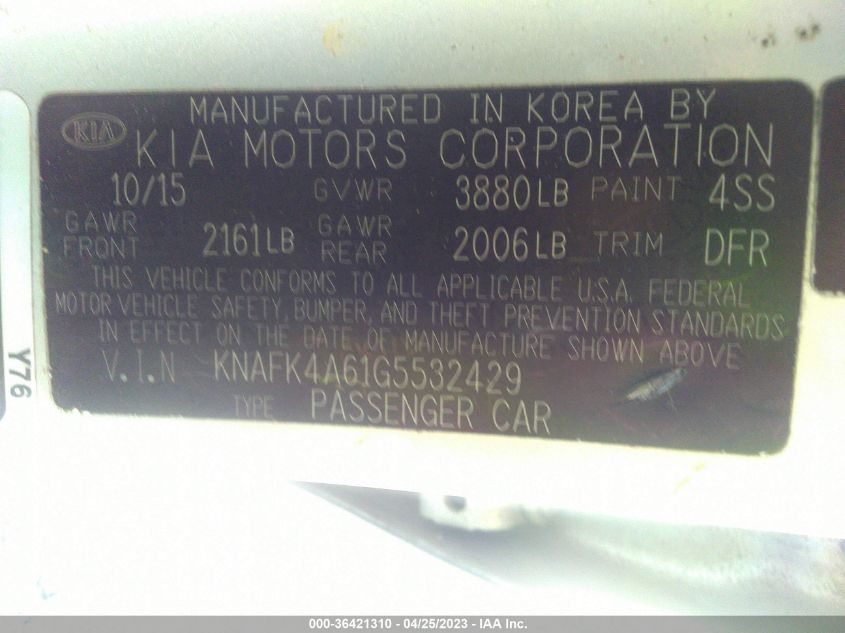 MANUFACTURED IN KOREA BY
KIA KIA MOTORS CORPORATION
10/15 GVWR 3880LB PAINT 4SS
GAWR FRONT 2161LB GAWR REAR 2006LB TRIM DFR
THIS VEHICLE CONFORMS TO ALL APPLICABLE U.S.A. FEDERAL
MOTOR VEHICLE SAFETY, BUMPER, AND THEFT PREVENTION STANDARDS
IN EFFECT ON THE DATE OF MANUFACTURE SHOWN ABOVE
V.I.N KNAFK4A61G5532429
TYPE PASSENGER CAR
Y76
000-36421310 - 04/25/2023 - IAA Inc.